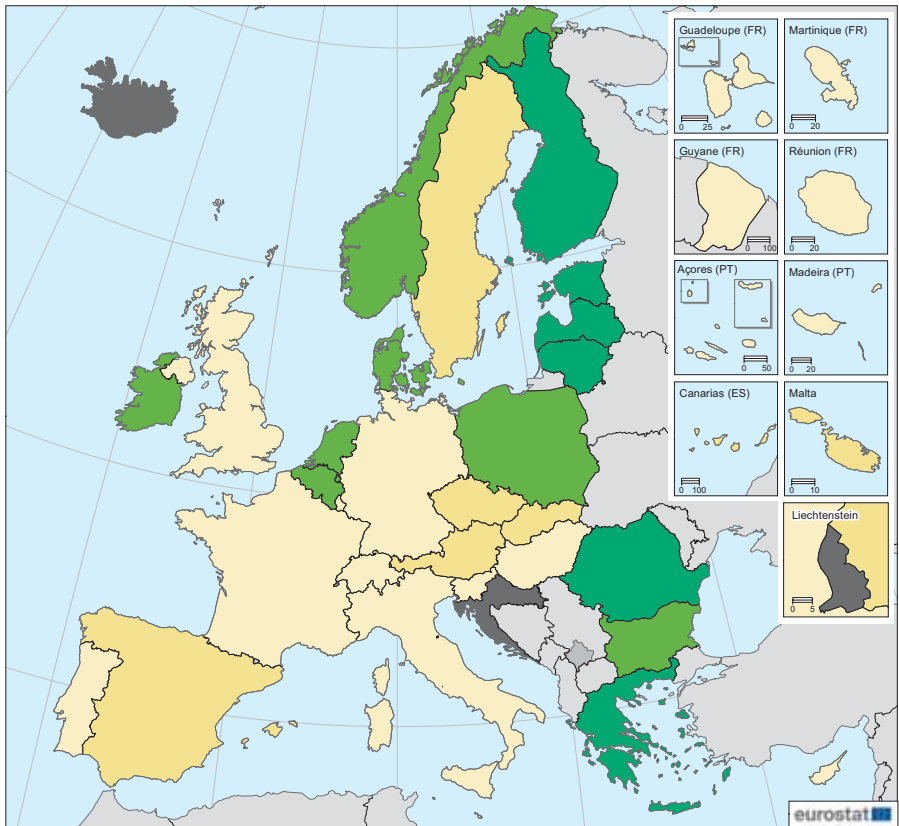 Guadeloupe (FR)
0 25
Martinique (FR)
0 20
Guyane (FR)
0 100
Réunion (FR)
0 20
Açores (PT)
0 50
Madeira (PT)
0 20
Canarias (ES)
0 100
Malta
0 10
Liechtenstein
0 5
eurostat